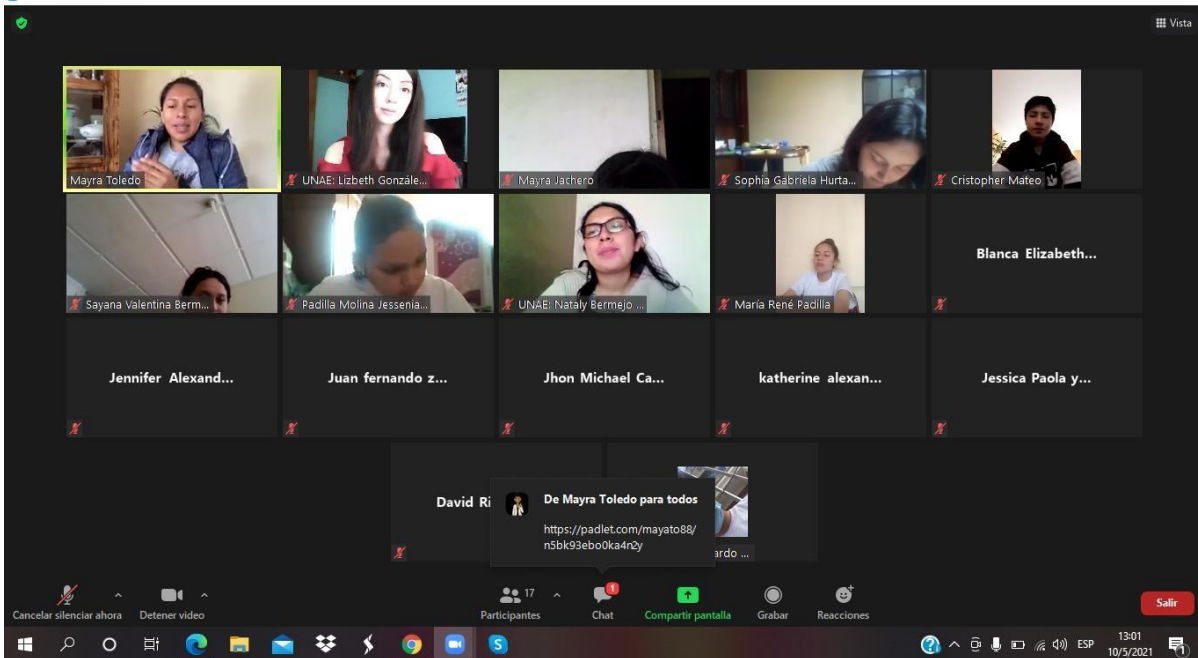 Vista
Mayra Toledo
UNAE: Lizbeth Gonzále...
Mayra Jachero
Sophia Gabriela Hurta...
Cristopher Mateo
Sayana Valentina Berm...
Padilla Molina Jessenia...
UNAE: Nataly Bermejo ...
María René Padilla
Blanca Elizabeth...
Jennifer Alexand...
Juan fernando z...
Jhon Michael Ca...
katherine alexan...
Jessica Paola y...
David Ri
De Mayra Toledo para todos
https://padlet.com/mayato88/
n5bk93ebo0ka4n2y
ardo ...
17
1
Cancelar silenciar ahora
Detener video
Participantes
Chat
Compartir pantalla
Grabar
Reacciones
Salir
ESP
13:01
10/5/2021
1